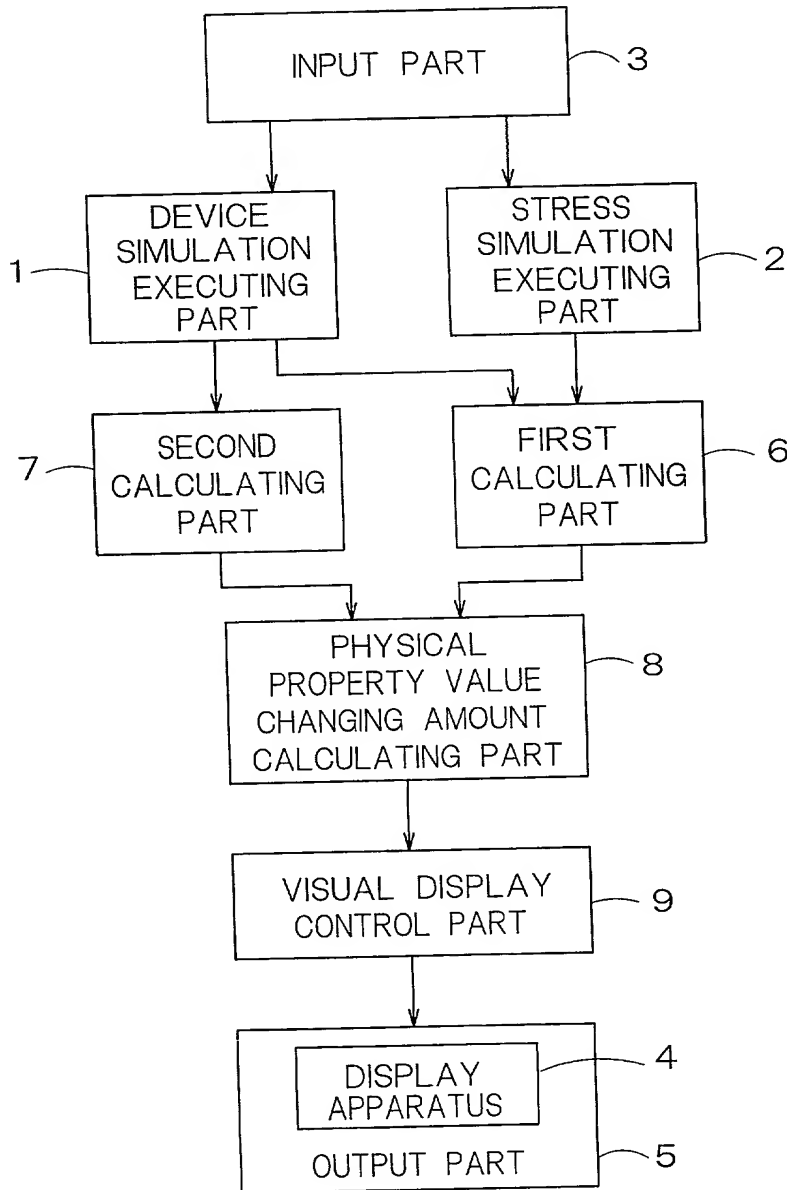 INPUT PART
3
DEVICE
SIMULATION
EXECUTING
PART
1
STRESS
SIMULATION
EXECUTING
PART
2
SECOND
CALCULATING
PART
7
FIRST
CALCULATING
PART
6
PHYSICAL
PROPERTY VALUE
CHANGING AMOUNT
CALCULATING PART
8
VISUAL DISPLAY
CONTROL PART
9
DISPLAY
APPARATUS
4
OUTPUT PART
5